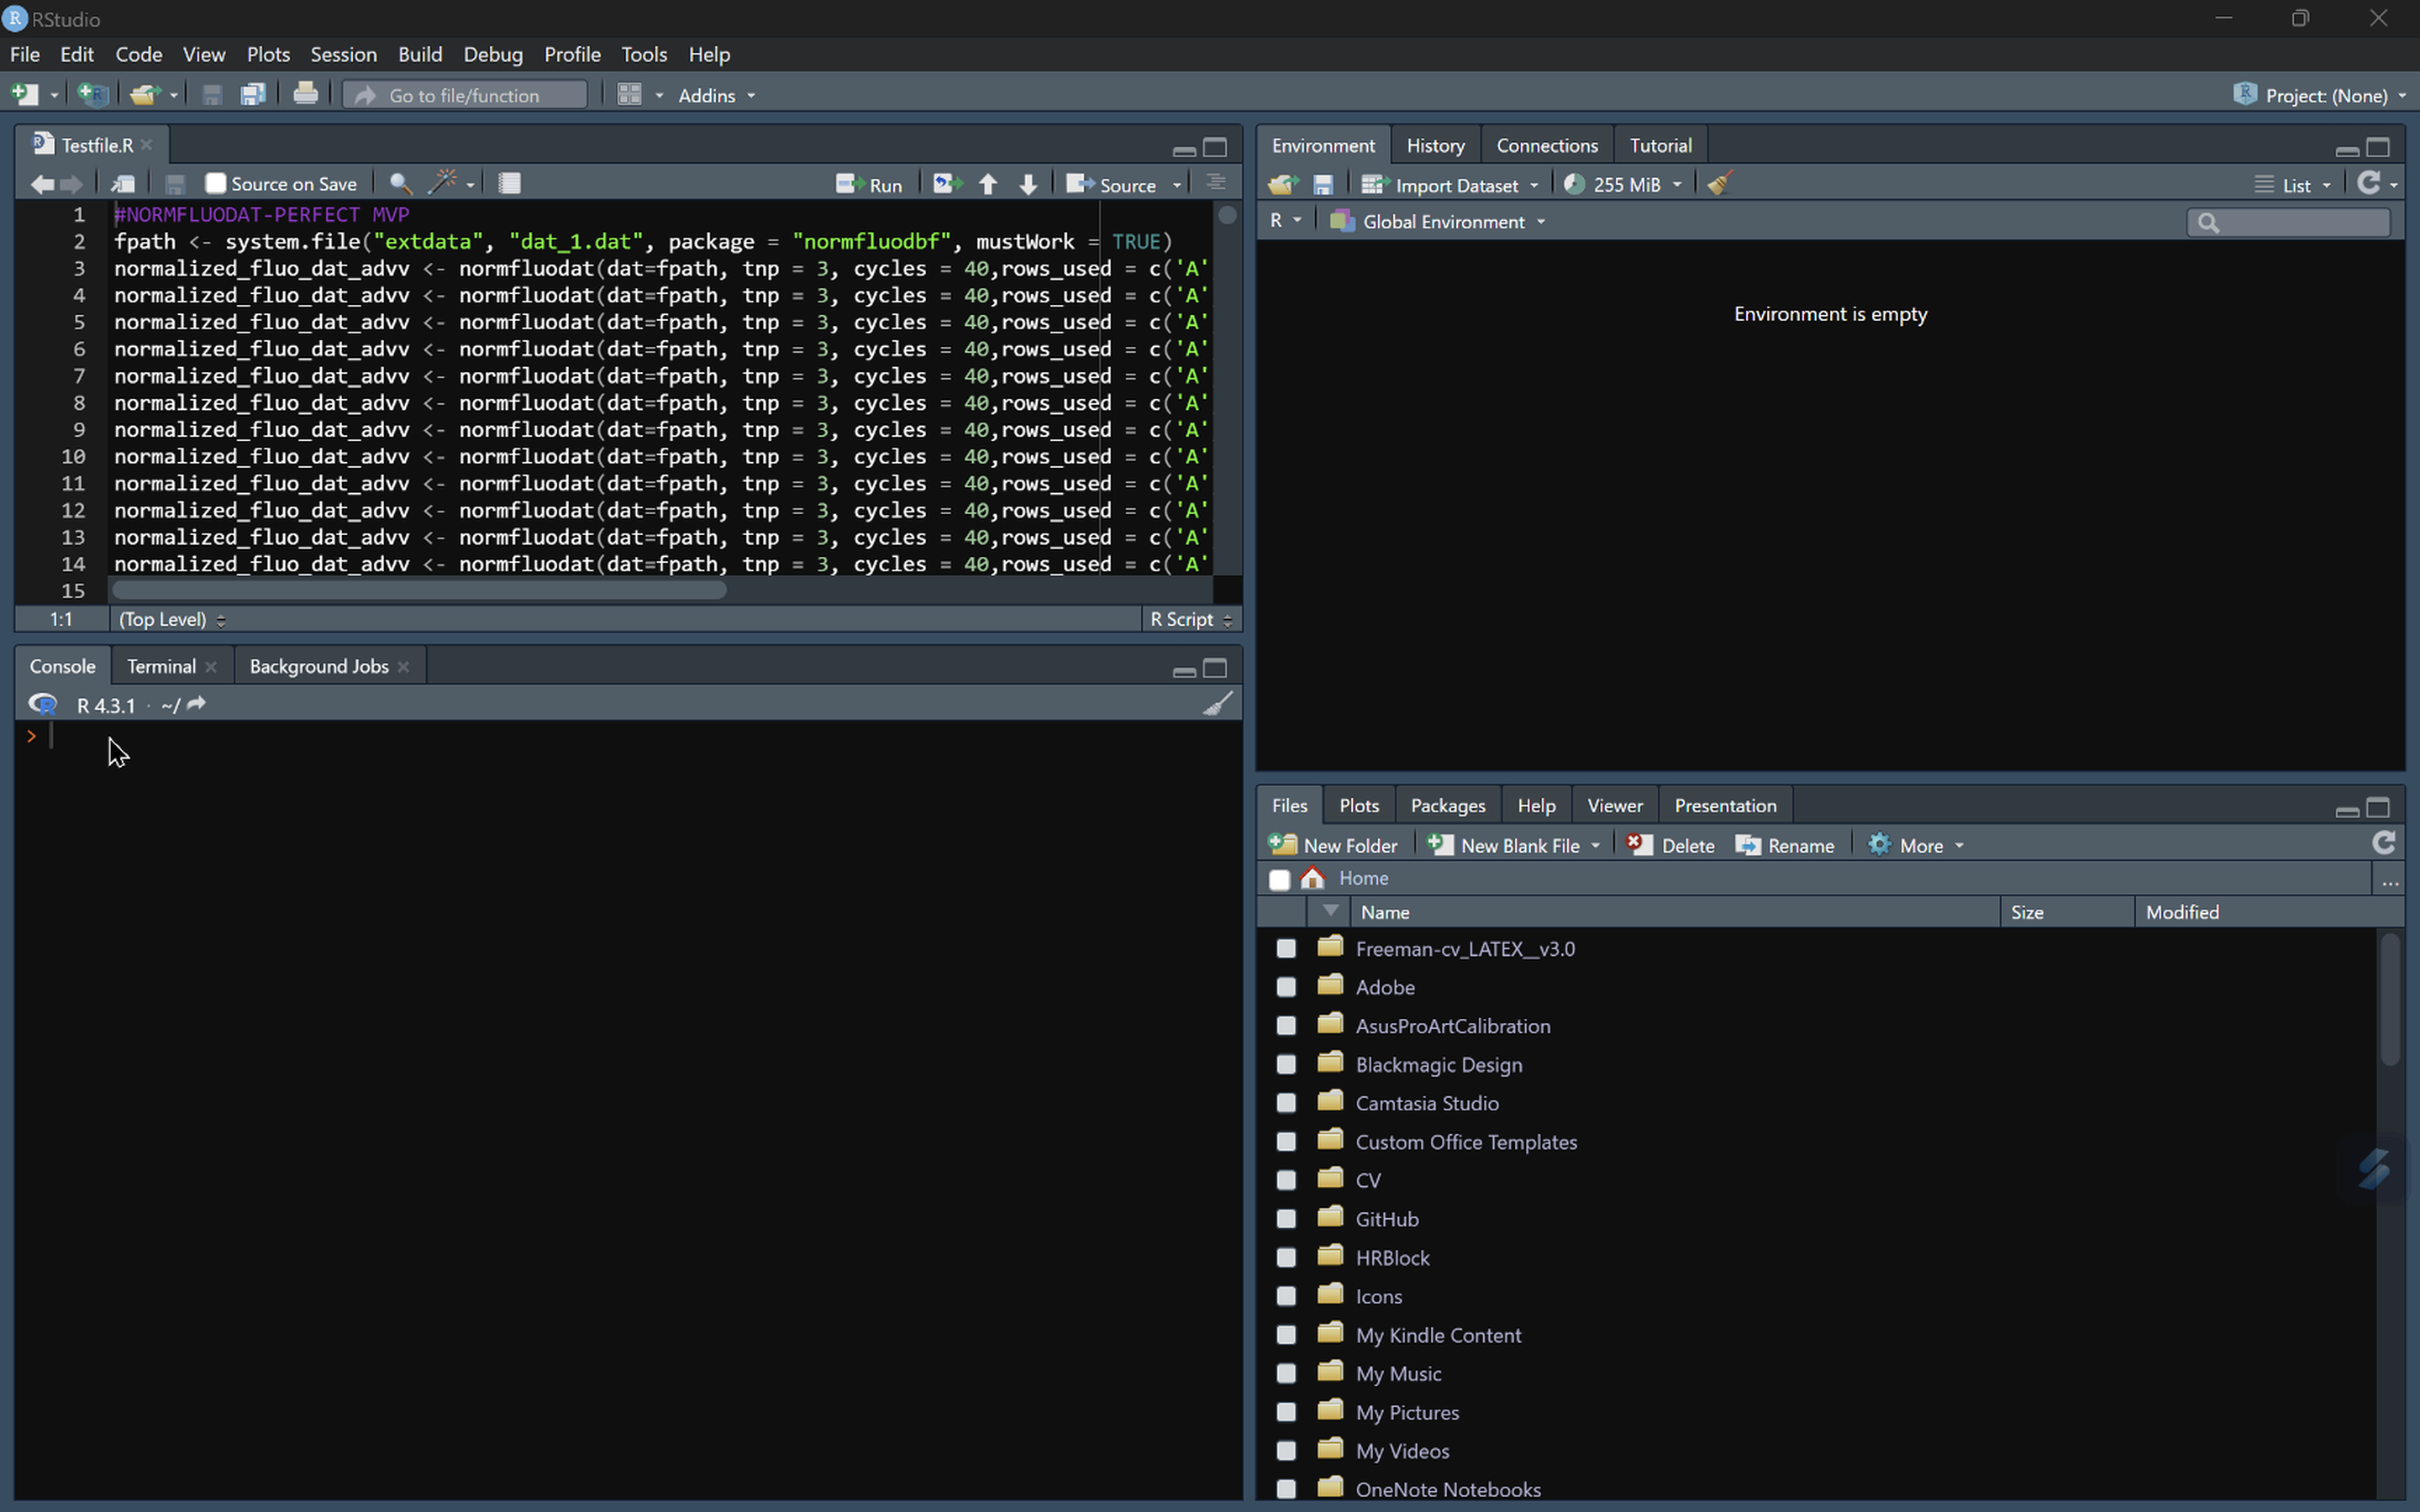 RStudio
File Edit Code View Plots Session Build Debug Profile Tools Help
Go to file/function Addins Project: (None)
Testfile.R
Source on Save Run Source
1 #NORMFLUODAT-PERFECT MVP
2 fpath <- system.file("extdata", "dat_1.dat", package = "normfluodbf", mustWork = TRUE)
3 normalized_fluo_dat_advv <- normfluodat(dat=fpath, tnp = 3, cycles = 40,rows_used = c('A'
4 normalized_fluo_dat_advv <- normfluodat(dat=fpath, tnp = 3, cycles = 40,rows_used = c('A'
5 normalized_fluo_dat_advv <- normfluodat(dat=fpath, tnp = 3, cycles = 40,rows_used = c('A'
6 normalized_fluo_dat_advv <- normfluodat(dat=fpath, tnp = 3, cycles = 40,rows_used = c('A'
7 normalized_fluo_dat_advv <- normfluodat(dat=fpath, tnp = 3, cycles = 40,rows_used = c('A'
8 normalized_fluo_dat_advv <- normfluodat(dat=fpath, tnp = 3, cycles = 40,rows_used = c('A'
9 normalized_fluo_dat_advv <- normfluodat(dat=fpath, tnp = 3, cycles = 40,rows_used = c('A'
10 normalized_fluo_dat_advv <- normfluodat(dat=fpath, tnp = 3, cycles = 40,rows_used = c('A'
11 normalized_fluo_dat_advv <- normfluodat(dat=fpath, tnp = 3, cycles = 40,rows_used = c('A'
12 normalized_fluo_dat_advv <- normfluodat(dat=fpath, tnp = 3, cycles = 40,rows_used = c('A'
13 normalized_fluo_dat_advv <- normfluodat(dat=fpath, tnp = 3, cycles = 40,rows_used = c('A'
14 normalized_fluo_dat_advv <- normfluodat(dat=fpath, tnp = 3, cycles = 40,rows_used = c('A'
15
1:1 (Top Level) R Script
Console Terminal Background Jobs
R 4.3.1 · ~/
>
Environment History Connections Tutorial
Import Dataset 255 MiB List
R Global Environment
Environment is empty
Files Plots Packages Help Viewer Presentation
New Folder New Blank File Delete Rename More
Home ...
Name Size Modified
Freeman-cv_LATEX__v3.0
Adobe
AsusProArtCalibration
Blackmagic Design
Camtasia Studio
Custom Office Templates
CV
GitHub
HRBlock
Icons
My Kindle Content
My Music
My Pictures
My Videos
OneNote Notebooks